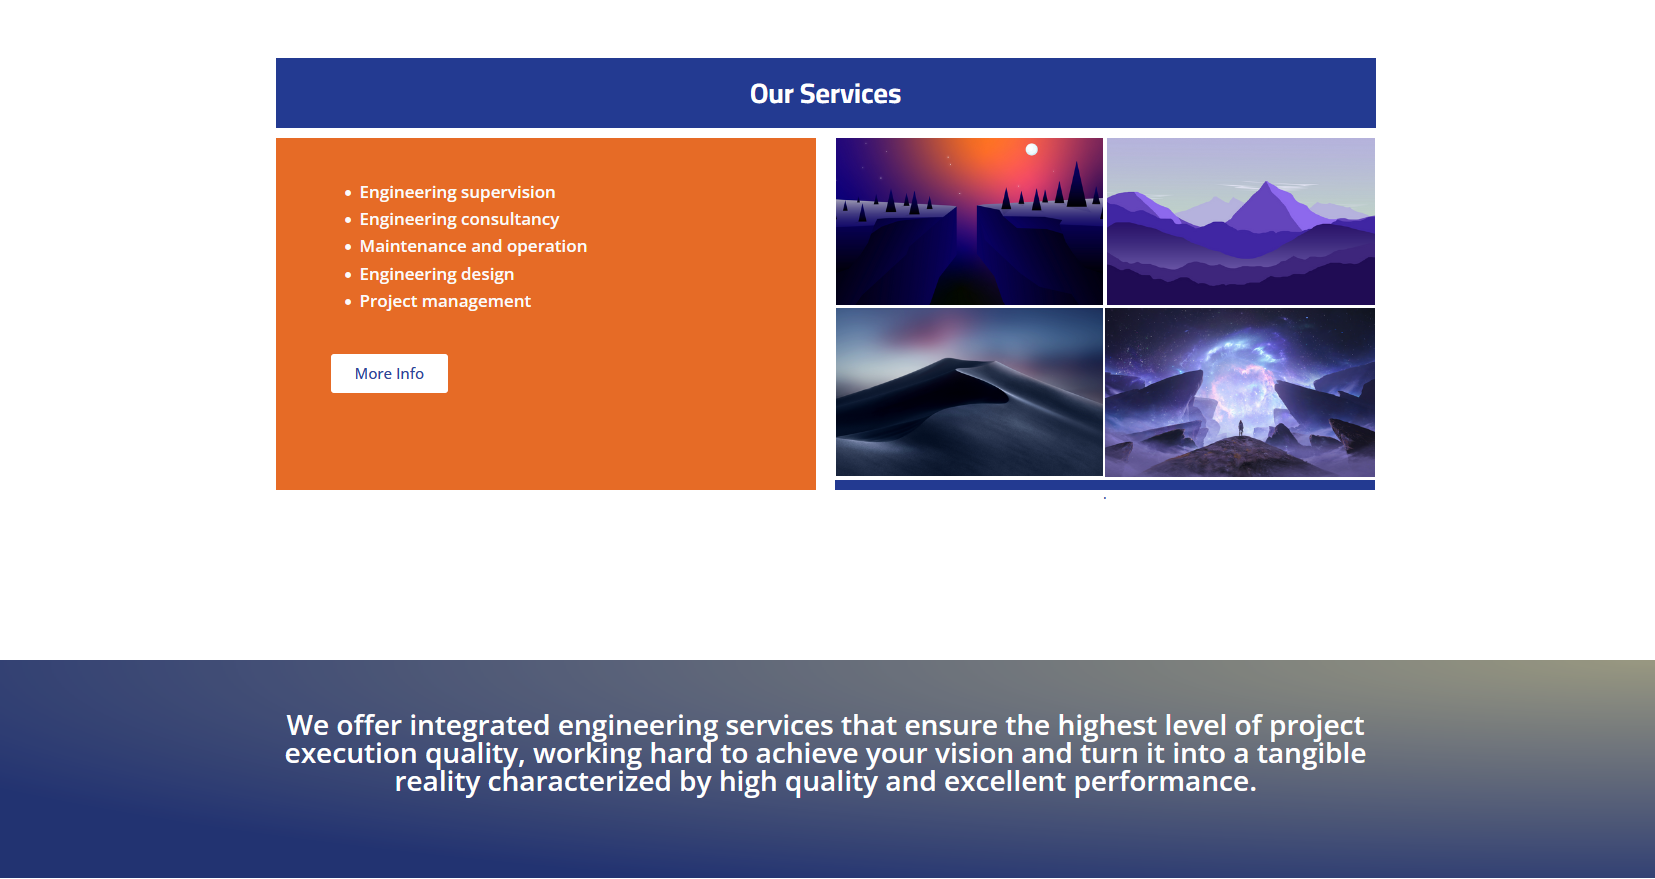 Our Services
Engineering supervision
Engineering consultancy
Maintenance and operation
Engineering design
Project management
More Info
.
We offer integrated engineering services that ensure the highest level of project
execution quality, working hard to achieve your vision and turn it into a tangible
reality characterized by high quality and excellent performance.